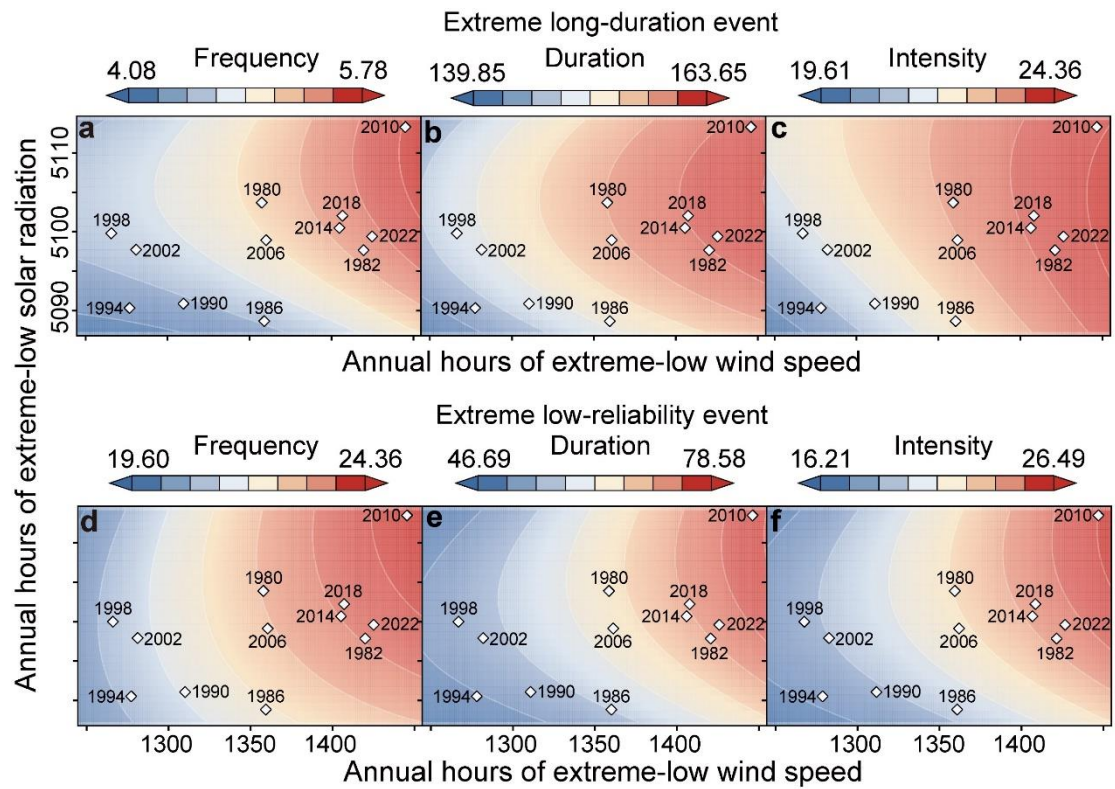 Extreme long-duration event
Frequency Duration Intensity
4.08 5.78 139.85 163.65 19.61 24.36
a b c
2010 2010 2010
5110
1980 1980 1980
1998 2018 1998 2018 1998 2018
5100
2014 2022 2014 2022 2014 2022
2002 2006 1982 2002 2006 1982 2002 2006 1982
5090
1994 1990 1986 1994 1990 1986 1994 1990 1986
Annual hours of extreme-low wind speed
Annual hours of extreme-low solar radiation
Extreme low-reliability event
Frequency Duration Intensity
19.60 24.36 46.69 78.58 16.21 26.49
d e f
2010 2010 2010
1980 1980 1980
1998 2018 1998 2018 1998 2018
2014 2022 2014 2022 2014 2022
2002 2006 1982 2002 2006 1982 2002 2006 1982
1994 1990 1986 1994 1990 1986 1994 1990 1986
1300 1400 1300 1400 1300 1400
Annual hours of extreme-low wind speed